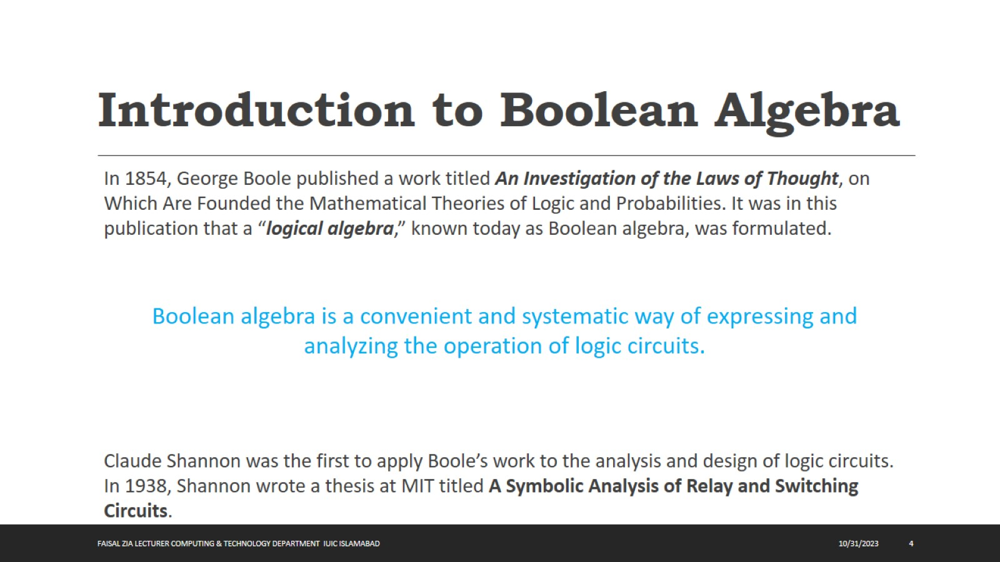 Introduction to Boolean Algebra
In 1854, George Boole published a work titled An Investigation of the Laws of Thought, on
Which Are Founded the Mathematical Theories of Logic and Probabilities. It was in this
publication that a “logical algebra,” known today as Boolean algebra, was formulated.
Boolean algebra is a convenient and systematic way of expressing and
analyzing the operation of logic circuits.
Claude Shannon was the first to apply Boole’s work to the analysis and design of logic circuits.
In 1938, Shannon wrote a thesis at MIT titled A Symbolic Analysis of Relay and Switching
Circuits.
FAISAL ZIA LECTURER COMPUTING & TECHNOLOGY DEPARTMENT IUIC ISLAMABAD 10/31/2023 4